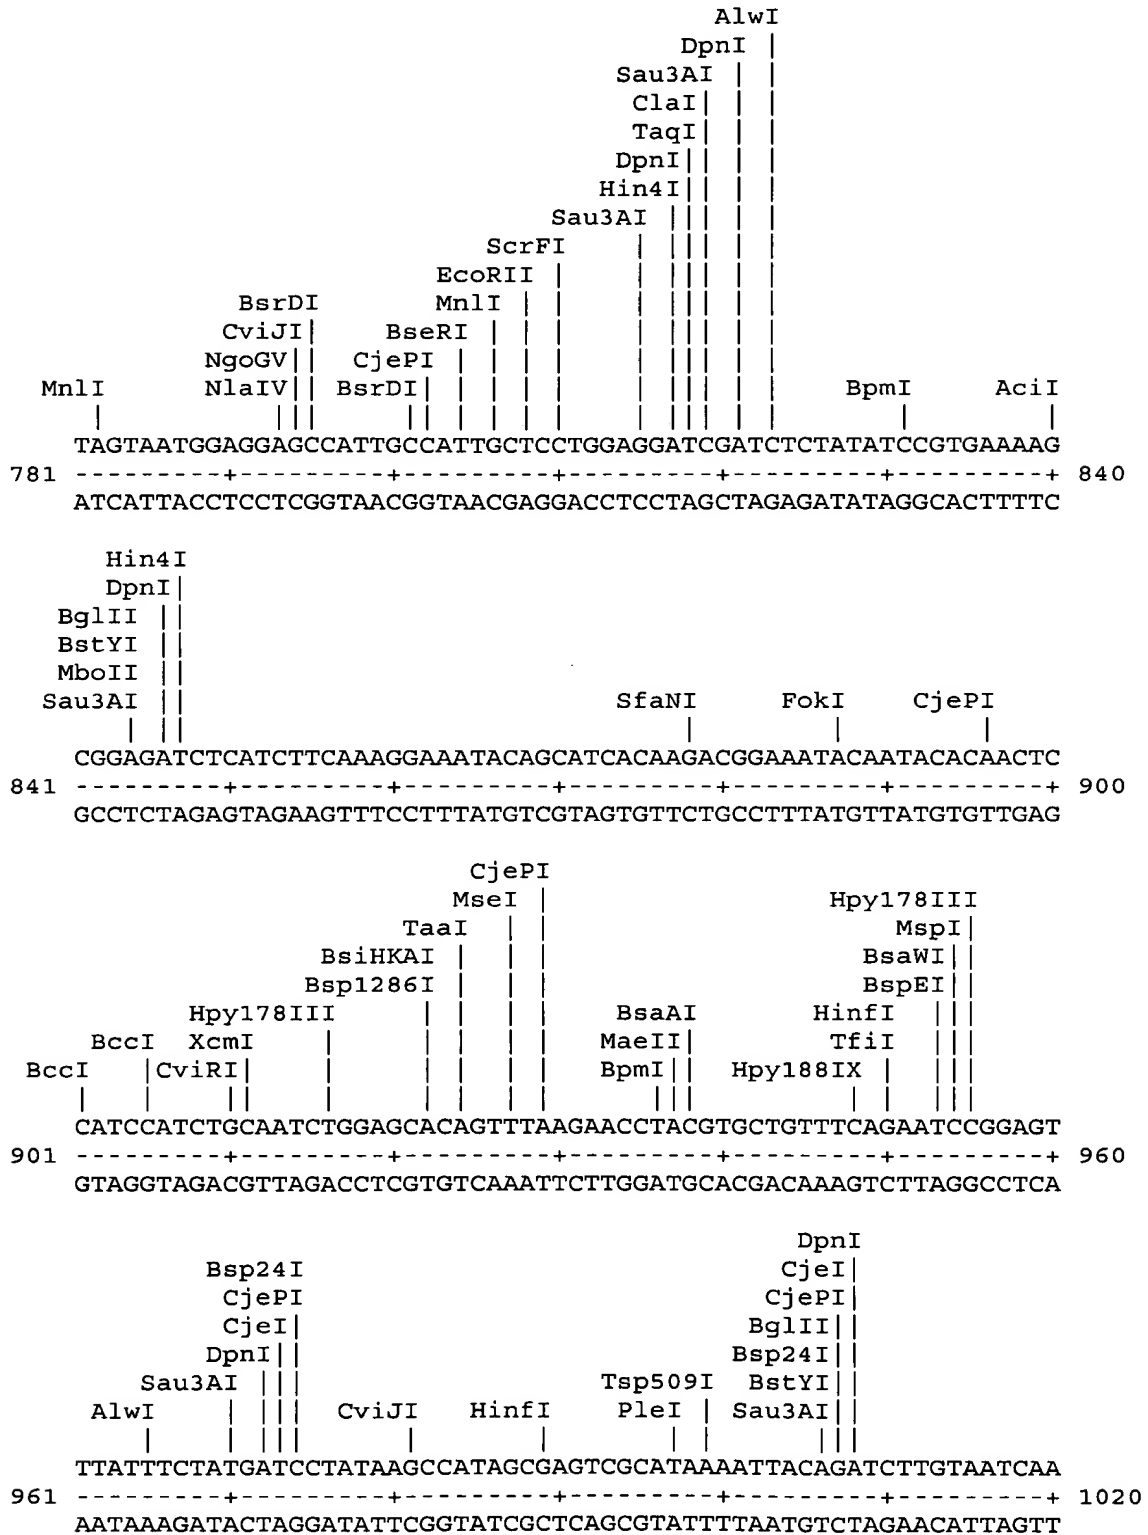 AlwI
DpnI
Sau3AI
ClaI
TaqI
DpnI
Hin4I
Sau3AI
ScrFI
EcoRII
BsrDI MnlI
CviJI BseRI
NgoGV CjePI
MnlI NlaIV BsrDI BpmI AciI
TAGTAATGGAGGAGCCATTGCCATTGCTCCTGGAGGATCGATCTCTATATCCGTGAAAAG
781 ---------+---------+---------+---------+---------+---------+ 840
ATCATTACCTCCTCGGTAACGGTAACGAGGACCTCCTAGCTAGAGATATAGGCACTTTTC
Hin4I
DpnI
BglII
BstYI
MboII
Sau3AI SfaNI FokI CjePI
CGGAGATCTCATCTTCAAAGGAAATACAGCATCACAAGACGGAAATACAATACACAACTC
841 ---------+---------+---------+---------+---------+---------+ 900
GCCTCTAGAGTAGAAGTTTCCTTTATGTCGTAGTGTTCTGCCTTTATGTTATGTGTTGAG
CjePI
MseI Hpy178III
TaaI MspI
BsiHKAI BsaWI
Bsp1286I BspEI
Hpy178III BsaAI HinfI
BccI XcmI MaeII TfiI
BccI CviRI BpmI Hpy188IX
CATCCATCTGCAATCTGGAGCACAGTTTAAGAACCTACGTGCTGTTTCAGAATCCGGAGT
901 ---------+---------+---------+---------+---------+---------+ 960
GTAGGTAGACGTTAGACCTCGTGTCAAATTCTTGGATGCACGACAAAGTCTTAGGCCTCA
DpnI
Bsp24I CjeI
CjePI CjePI
CjeI BglII
DpnI Bsp24I
Sau3AI Tsp509I BstYI
AlwI CviJI HinfI PleI Sau3AI
TTATTTCTATGATCCTATAAGCCATAGCGAGTCGCATAAAATTACAGATCTTGTAATCAA
961 ---------+---------+---------+---------+---------+---------+ 1020
AATAAAGATACTAGGATATTCGGTATCGCTCAGCGTATTTTAATGTCTAGAACATTAGTT